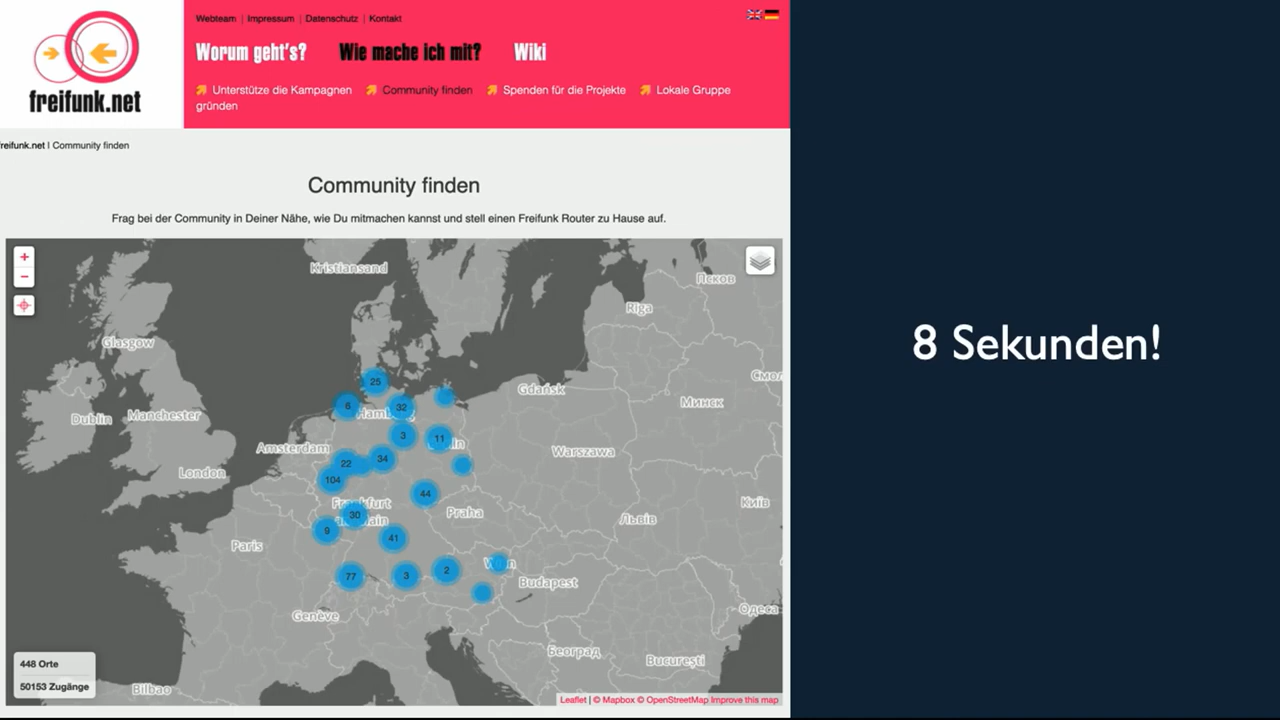 Webteam | Impressum | Datenschutz | Kontakt
Worum geht's? Wie mache ich mit? Wiki
Unterstütze die Kampagnen Community finden Spenden für die Projekte Lokale Gruppe
gründen
freifunk.net
freifunk.net | Community finden
Community finden
Frag bei der Community in Deiner Nähe, wie Du mitmachen kannst und stell einen Freifunk Router zu Hause auf.
+
−
Kristiansand
Псков
Rīga
Glasgow
25
Gdańsk
Смол
Минск
6
32
Hamburg
Dublin
Manchester
3
11
Amsterdam
Warszawa
London
22
34
104
44
Київ
Frankfurt
am Main
30
Praha
Львів
9
41
Paris
Wien
77
3
2
Budapest
Genève
Одеса
Београд
București
Bilbao
448 Orte
50153 Zugänge
Leaflet | © Mapbox © OpenStreetMap Improve this map
8 Sekunden!